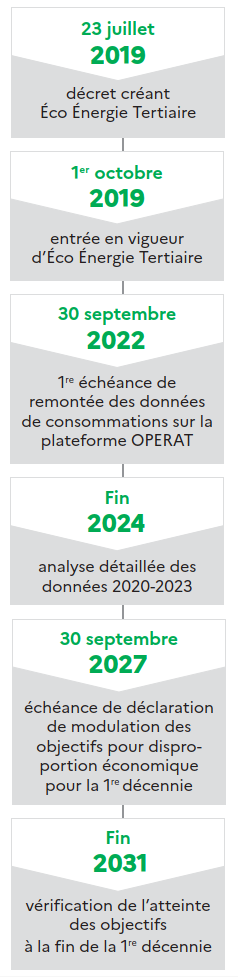 23 juillet
2019
décret créant
Éco Énergie Tertiaire
1er octobre
2019
entrée en vigueur
d’Éco Énergie Tertiaire
30 septembre
2022
1re échéance de
remontée des données
de consommations sur la
plateforme OPERAT
Fin
2024
analyse détaillée des
données 2020-2023
30 septembre
2027
échéance de déclaration
de modulation des
objectifs pour dispro-
portion économique
pour la 1re décennie
Fin
2031
vérification de l’atteinte
des objectifs
à la fin de la 1re décennie